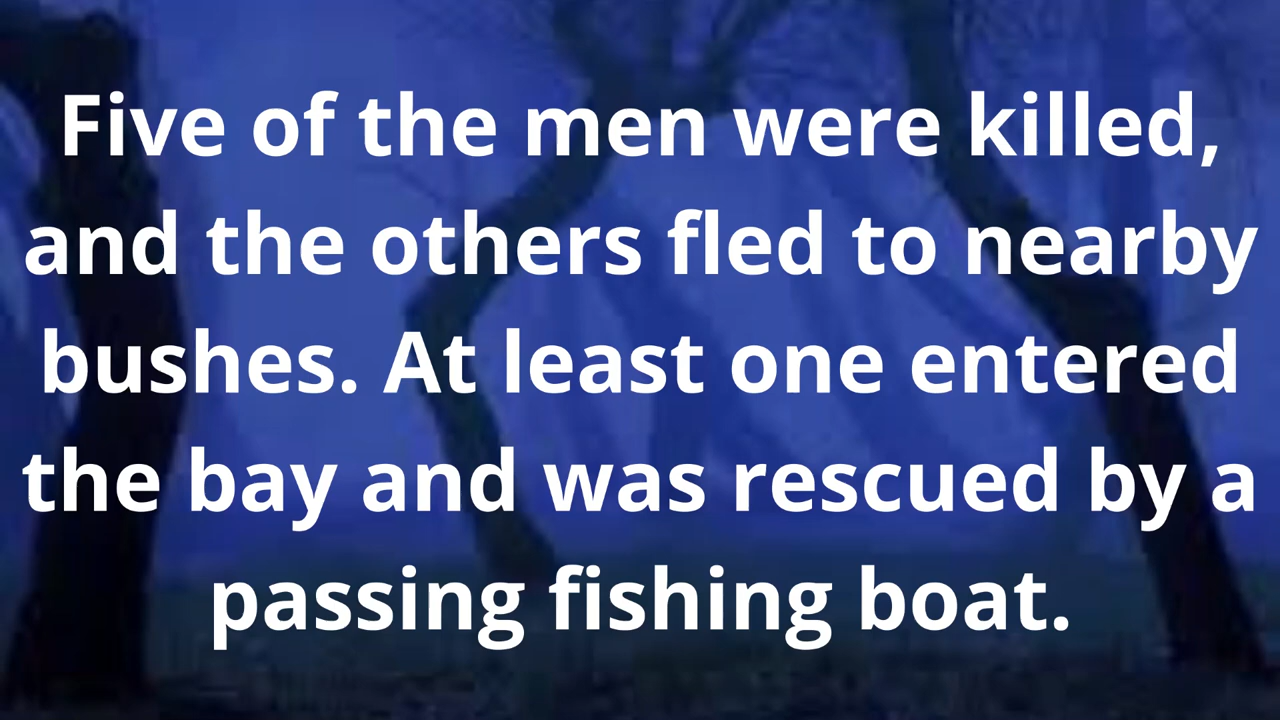 Five of the men were killed,
and the others fled to nearby
bushes. At least one entered
the bay and was rescued by a
passing fishing boat.